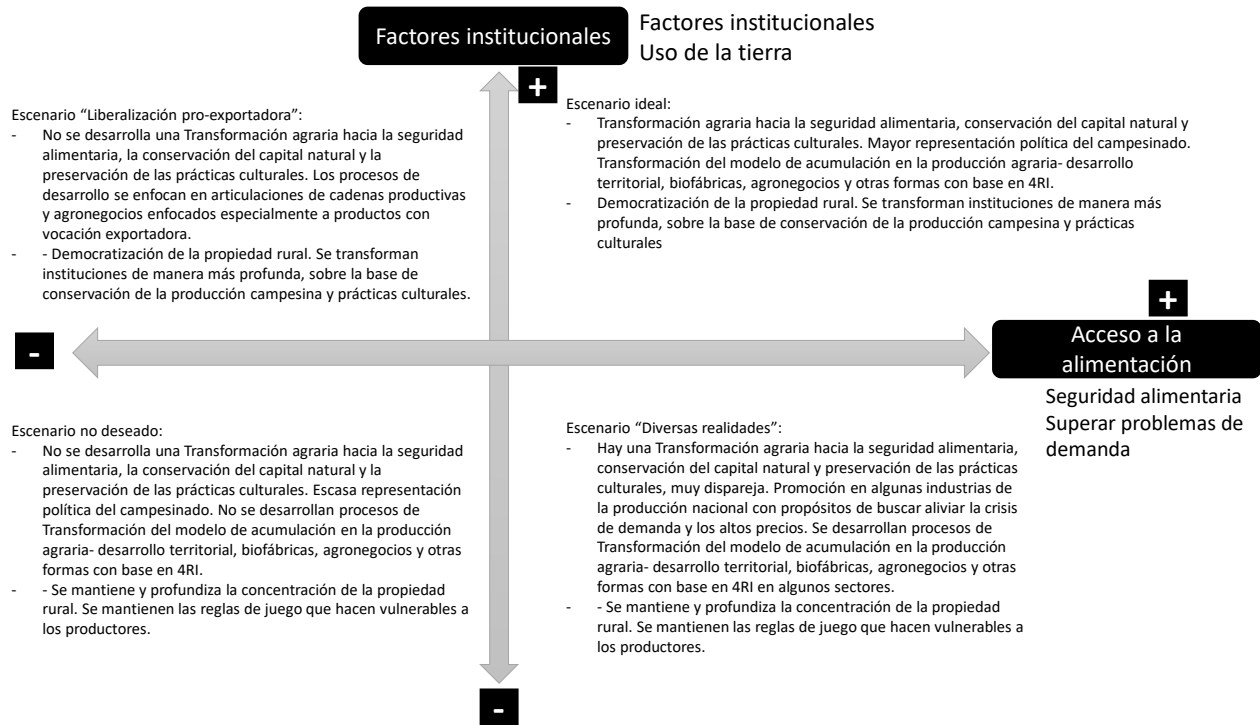 Factores institucionales
Factores institucionales
Uso de la tierra
+
Escenario “Liberalización pro-exportadora”:
- No se desarrolla una Transformación agraria hacia la seguridad
alimentaria, la conservación del capital natural y la
preservación de las prácticas culturales. Los procesos de
desarrollo se enfocan en articulaciones de cadenas productivas
y agronegocios enfocados especialmente a productos con
vocación exportadora.
- - Democratización de la propiedad rural. Se transforman
instituciones de manera más profunda, sobre la base de
conservación de la producción campesina y prácticas culturales.
Escenario ideal:
- Transformación agraria hacia la seguridad alimentaria, conservación del capital natural y
preservación de las prácticas culturales. Mayor representación política del campesinado.
Transformación del modelo de acumulación en la producción agraria- desarrollo
territorial, biofábricas, agronegocios y otras formas con base en 4RI.
- Democratización de la propiedad rural. Se transforman instituciones de manera más
profunda, sobre la base de conservación de la producción campesina y prácticas
culturales
+
-
Acceso a la
alimentación
Seguridad alimentaria
Superar problemas de
demanda
Escenario no deseado:
- No se desarrolla una Transformación agraria hacia la seguridad
alimentaria, la conservación del capital natural y la
preservación de las prácticas culturales. Escasa representación
política del campesinado. No se desarrollan procesos de
Transformación del modelo de acumulación en la producción
agraria- desarrollo territorial, biofábricas, agronegocios y otras
formas con base en 4RI.
- - Se mantiene y profundiza la concentración de la propiedad
rural. Se mantienen las reglas de juego que hacen vulnerables a
los productores.
Escenario “Diversas realidades”:
- Hay una Transformación agraria hacia la seguridad alimentaria,
conservación del capital natural y preservación de las prácticas
culturales, muy dispareja. Promoción en algunas industrias de
la producción nacional con propósitos de buscar aliviar la crisis
de demanda y los altos precios. Se desarrollan procesos de
Transformación del modelo de acumulación en la producción
agraria- desarrollo territorial, biofábricas, agronegocios y otras
formas con base en 4RI en algunos sectores.
- - Se mantiene y profundiza la concentración de la propiedad
rural. Se mantienen las reglas de juego que hacen vulnerables a
los productores.
-